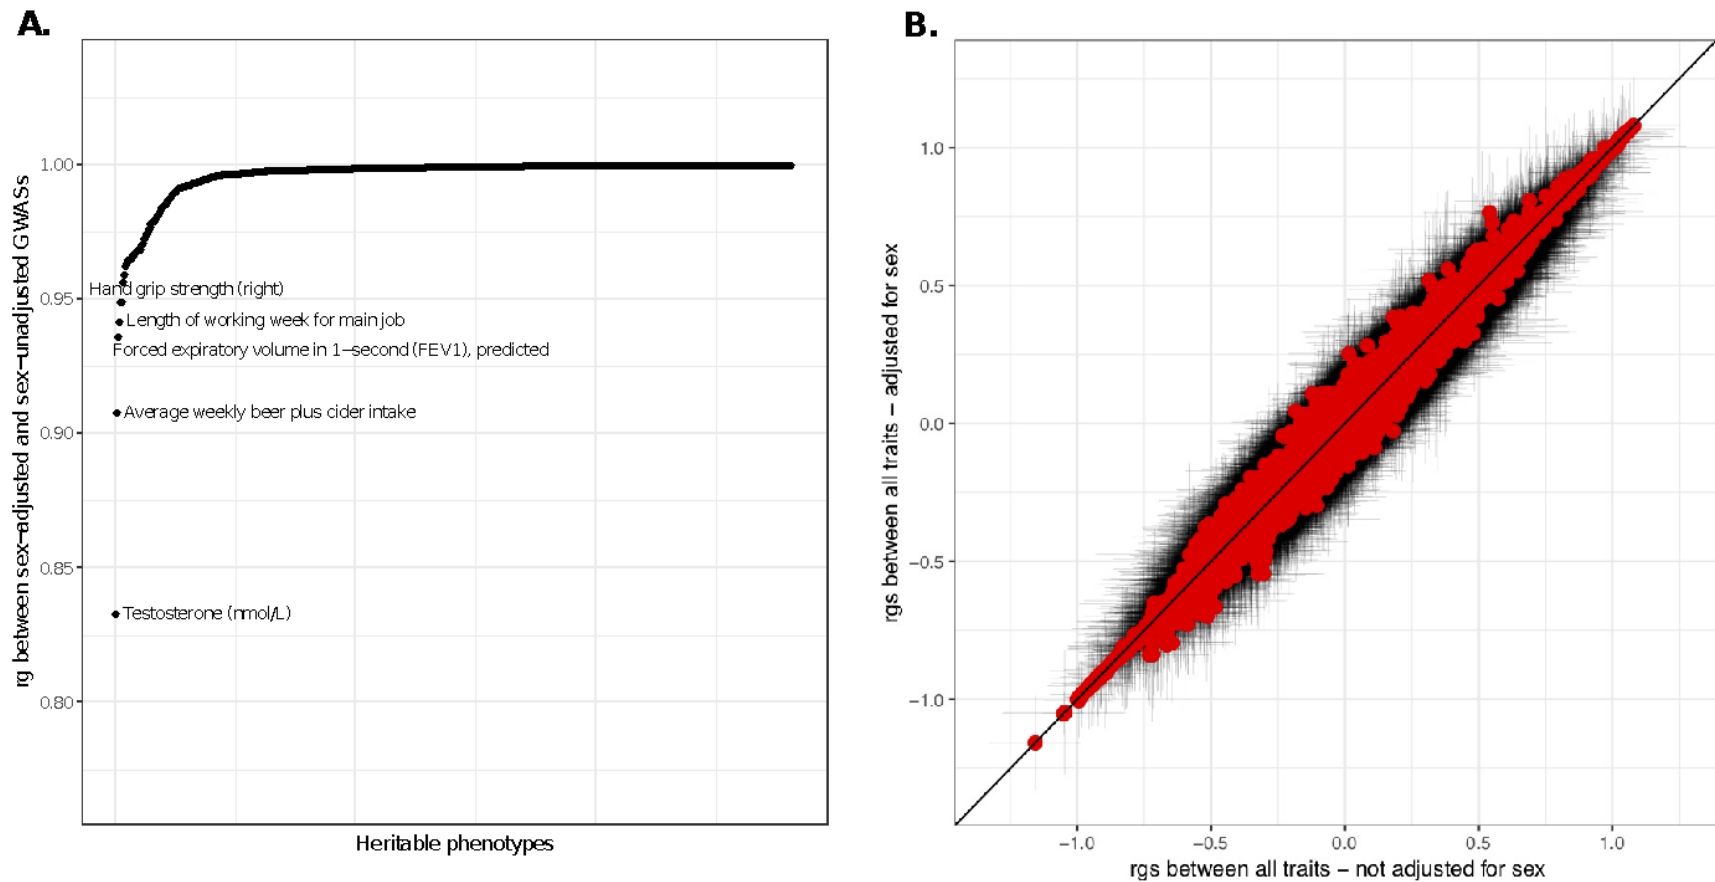 A.
rg between sex−adjusted and sex−unadjusted GWASs
1.00
0.95
0.90
0.85
0.80
Hand grip strength (right)
Length of working week for main job
Forced expiratory volume in 1−second (FEV1), predicted
Average weekly beer plus cider intake
Testosterone (nmol/L)
Heritable phenotypes
B.
rgs between all traits − adjusted for sex
1.0
0.5
0.0
−0.5
−1.0
−1.0 −0.5 0.0 0.5 1.0
rgs between all traits − not adjusted for sex